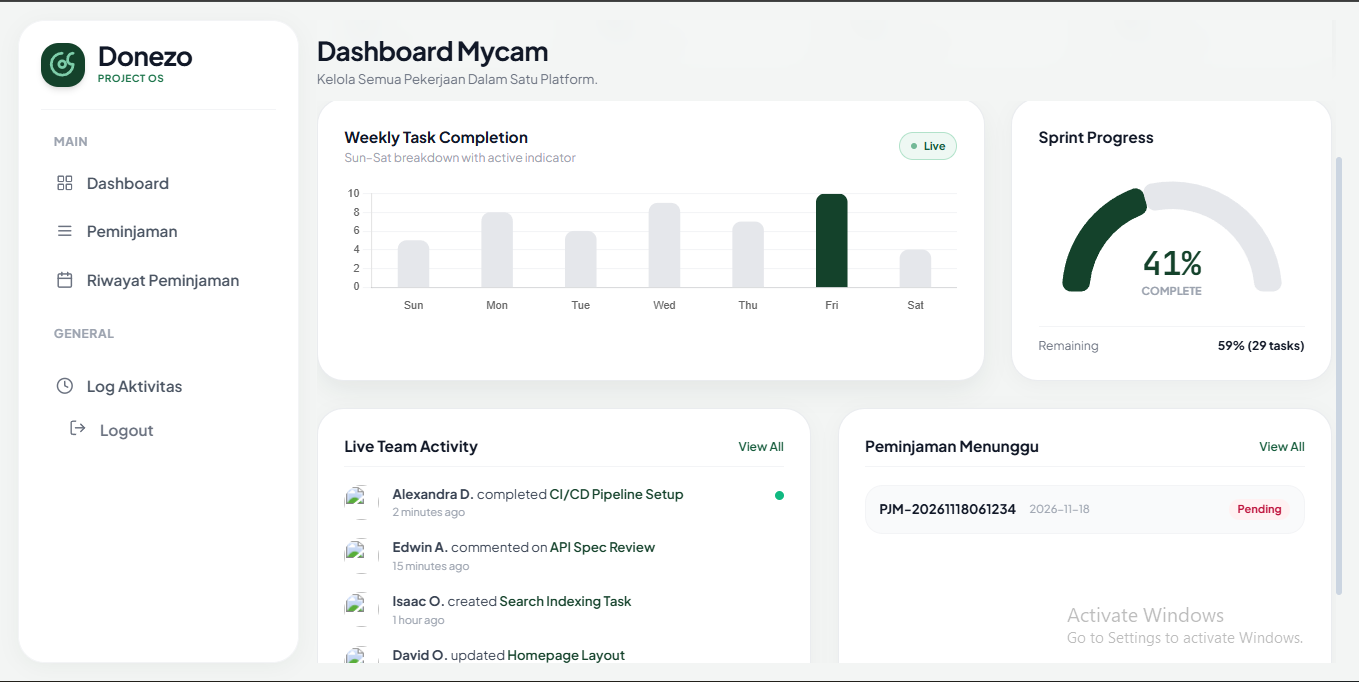 Donezo
PROJECT OS
MAIN
Dashboard
Peminjaman
Riwayat Peminjaman
GENERAL
Log Aktivitas
Logout
Dashboard Mycam
Kelola Semua Pekerjaan Dalam Satu Platform.
Weekly Task Completion
Sun–Sat breakdown with active indicator
Live
10
8
6
4
2
0
Sun Mon Tue Wed Thu Fri Sat
Sprint Progress
41%
COMPLETE
Remaining 59% (29 tasks)
Live Team Activity View All
Alexandra D. completed CI/CD Pipeline Setup
2 minutes ago
Edwin A. commented on API Spec Review
15 minutes ago
Isaac O. created Search Indexing Task
1 hour ago
David O. updated Homepage Layout
Peminjaman Menunggu View All
PJM-20261118061234 2026-11-18 Pending
Activate Windows
Go to Settings to activate Windows.